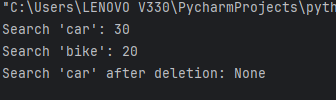 "C:\Users\LENOVO V330\PycharmProjects\pyth
Search 'car': 30
Search 'bike': 20
Search 'car' after deletion: None